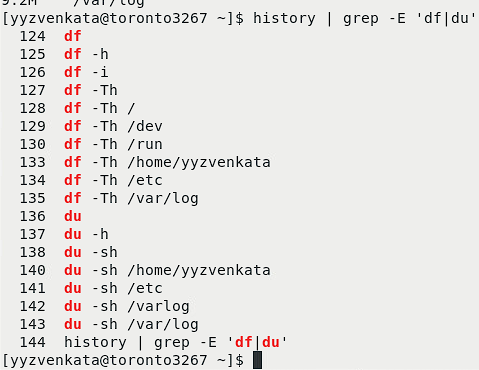 9.2M    /var/log
[yyzvenkata@toronto3267 ~]$ history | grep -E 'df|du'
  124  df
  125  df -h
  126  df -i
  127  df -Th
  128  df -Th /
  129  df -Th /dev
  130  df -Th /run
  133  df -Th /home/yyzvenkata
  134  df -Th /etc
  135  df -Th /var/log
  136  du
  137  du -h
  138  du -sh
  140  du -sh /home/yyzvenkata
  141  du -sh /etc
  142  du -sh /varlog
  143  du -sh /var/log
  144  history | grep -E 'df|du'
[yyzvenkata@toronto3267 ~]$